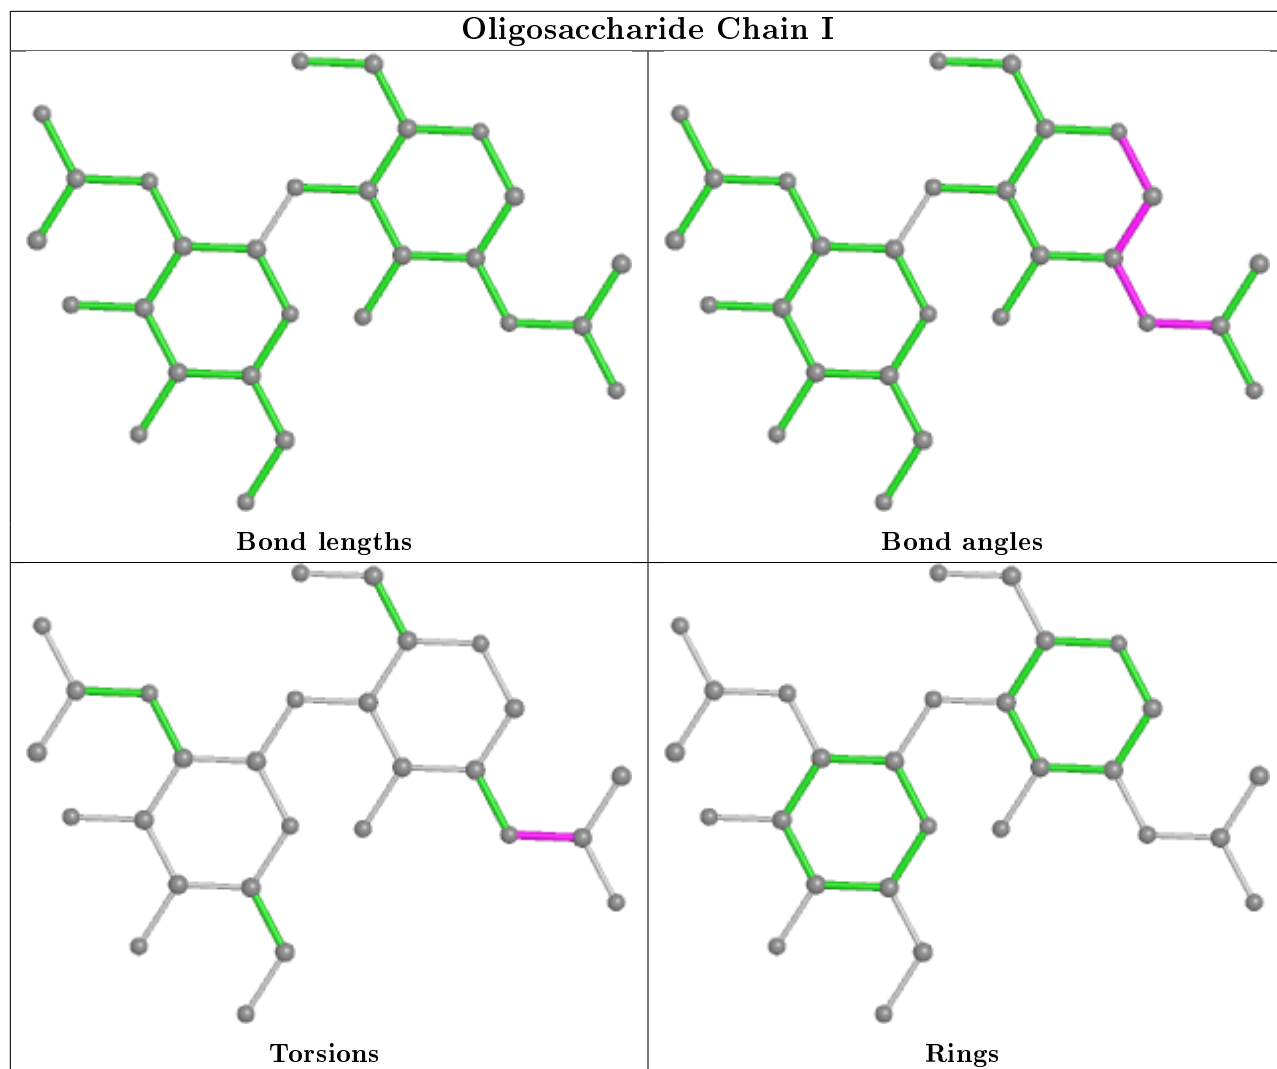 Oligosaccharide Chain I
Bond lengths
Bond angles
Torsions
Rings